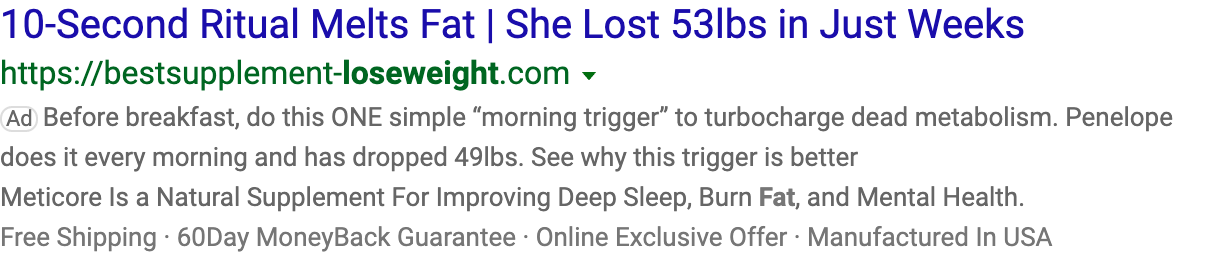 10-Second Ritual Melts Fat | She Lost 53lbs in Just Weeks
https://bestsupplement-loseweight.com
Ad Before breakfast, do this ONE simple “morning trigger” to turbocharge dead metabolism. Penelope
does it every morning and has dropped 49lbs. See why this trigger is better
Meticore Is a Natural Supplement For Improving Deep Sleep, Burn Fat, and Mental Health.
Free Shipping · 60Day MoneyBack Guarantee · Online Exclusive Offer · Manufactured In USA